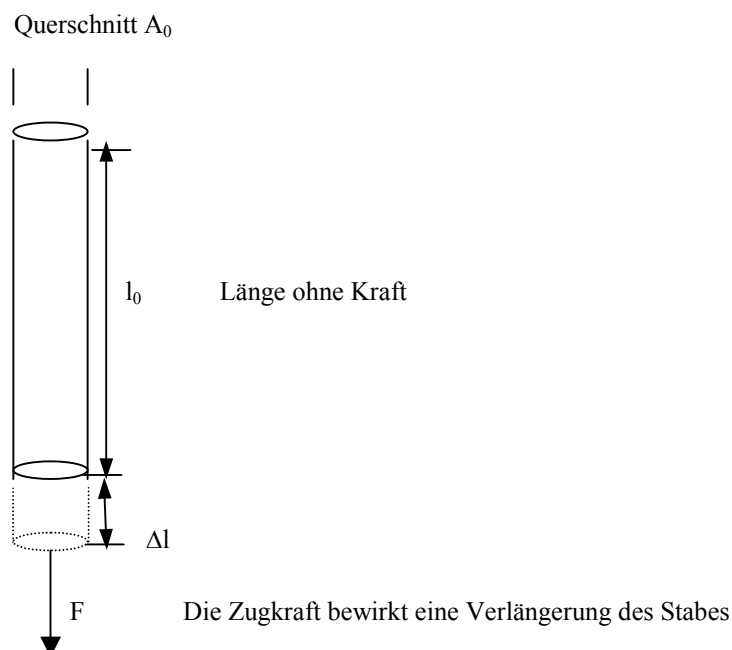 Querschnitt A₀
l₀ Länge ohne Kraft
Δl
F Die Zugkraft bewirkt eine Verlängerung des Stabes